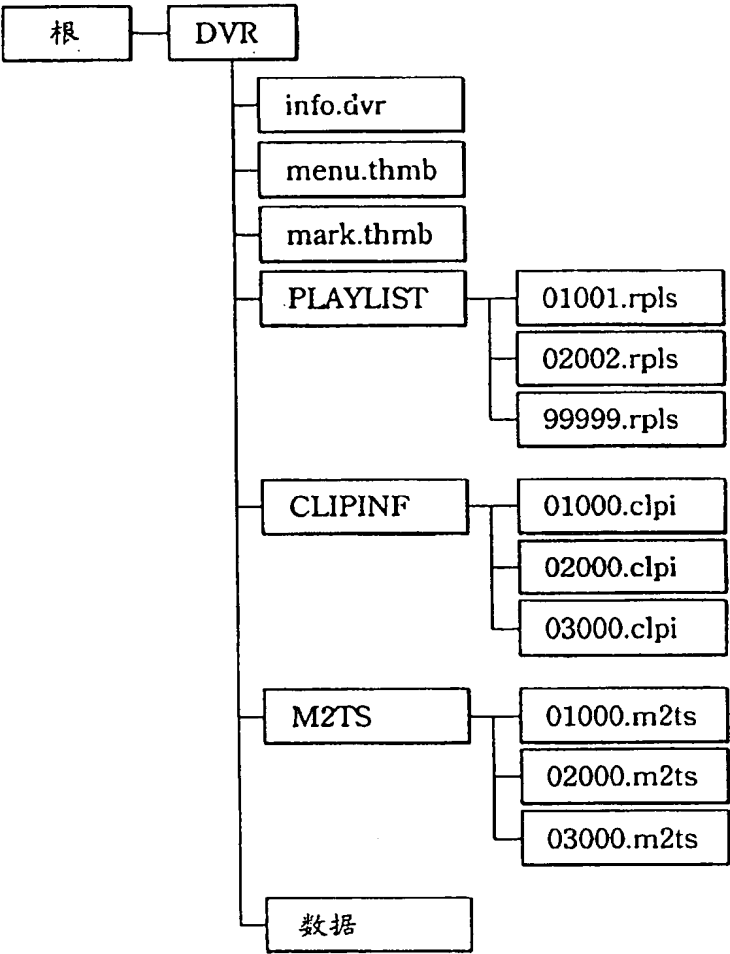 根
DVR
info.dvr
menu.thmb
mark.thmb
PLAYLIST
01001.rpls
02002.rpls
99999.rpls
CLIPINF
01000.clpi
02000.clpi
03000.clpi
M2TS
01000.m2ts
02000.m2ts
03000.m2ts
数据